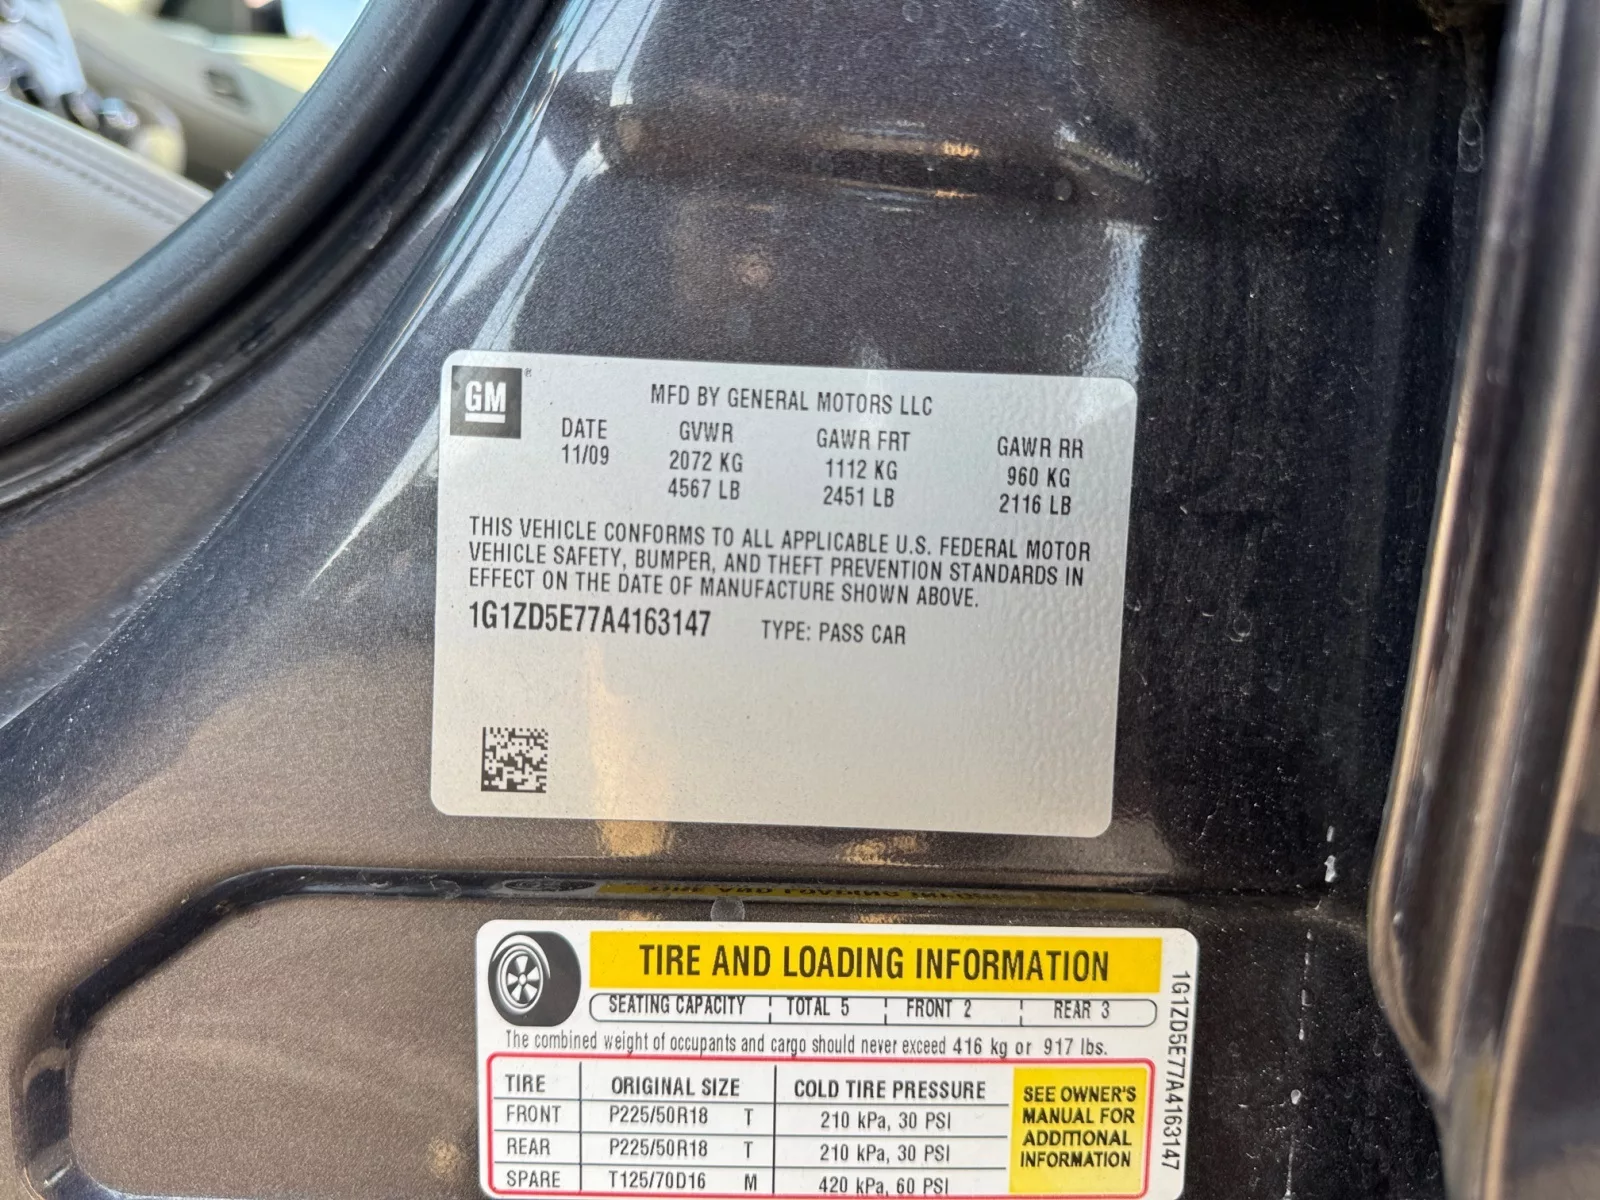 GM
MFD BY GENERAL MOTORS LLC
DATE GVWR GAWR FRT GAWR RR
11/09 2072 KG 1112 KG 960 KG
4567 LB 2451 LB 2116 LB
THIS VEHICLE CONFORMS TO ALL APPLICABLE U.S. FEDERAL MOTOR
VEHICLE SAFETY, BUMPER, AND THEFT PREVENTION STANDARDS IN
EFFECT ON THE DATE OF MANUFACTURE SHOWN ABOVE.
1G1ZD5E77A4163147 TYPE: PASS CAR
TIRE AND LOADING INFORMATION
SEATING CAPACITY TOTAL 5 FRONT 2 REAR 3
The combined weight of occupants and cargo should never exceed 416 kg or 917 lbs.
TIRE ORIGINAL SIZE COLD TIRE PRESSURE
FRONT P225/50R18 T 210 kPa, 30 PSI
REAR P225/50R18 T 210 kPa, 30 PSI
SPARE T125/70D16 M 420 kPa, 60 PSI
SEE OWNER'S
MANUAL FOR
ADDITIONAL
INFORMATION
1G1ZD5E77A4163147